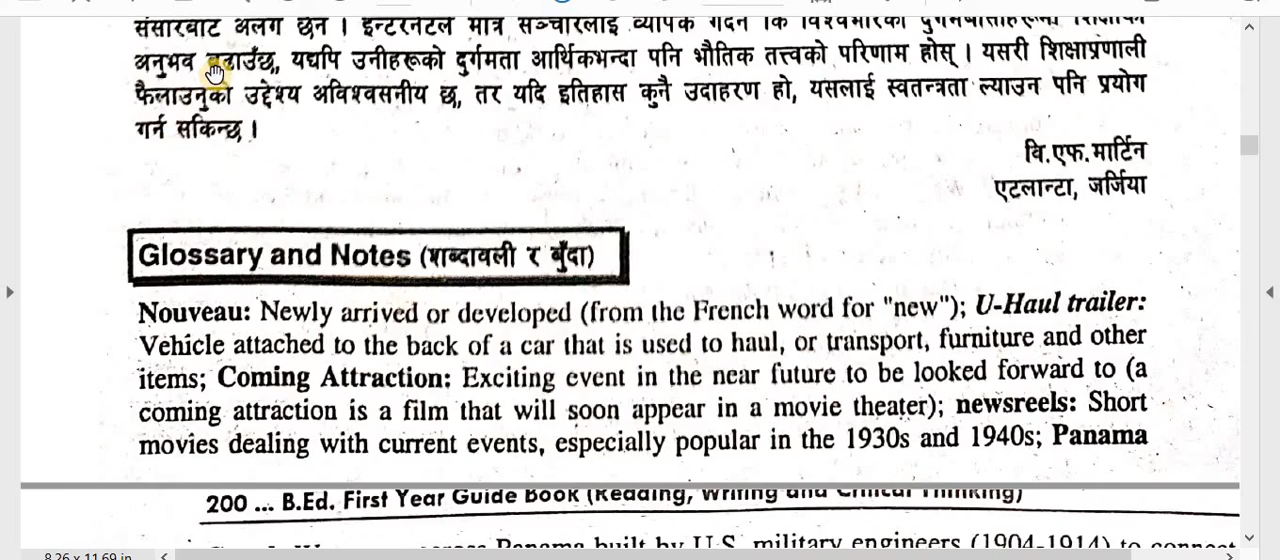 संसारबाट अलग छन् । इन्टरनेटले मात्र सञ्चारलाई व्यापक गर्दैन कि विश्वभरिका
अनुभव बढाउँछ, यद्यपि उनीहरूको दुर्गमता आर्थिकभन्दा पनि भौतिक तत्त्वको परिणाम होस् । यसरी शिक्षाप्रणाली
फैलाउनुको उद्देश्य अविश्वसनीय छ, तर यदि इतिहास कुनै उदाहरण हो, यसलाई स्वतन्त्रता ल्याउन पनि प्रयोग
गर्न सकिन्छ ।
वि.एफ.मार्टिन
एटलान्टा, जर्जिया
Glossary and Notes (शब्दावली र बुँदा)
Nouveau: Newly arrived or developed (from the French word for "new"); U-Haul trailer:
Vehicle attached to the back of a car that is used to haul, or transport, furniture and other
items; Coming Attraction: Exciting event in the near future to be looked forward to (a
coming attraction is a film that will soon appear in a movie theater); newsreels: Short
movies dealing with current events, especially popular in the 1930s and 1940s; Panama
200 ... B.Ed. First Year Guide Book (Reading, Writing and Critical Thinking)
Panama built by U.S. military engineers (1904-1914) to connect
8.26 x 11.69 in